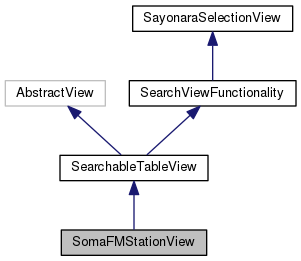 SayonaraSelectionView
AbstractView
SearchViewFunctionality
SearchableTableView
SomaFMStationView